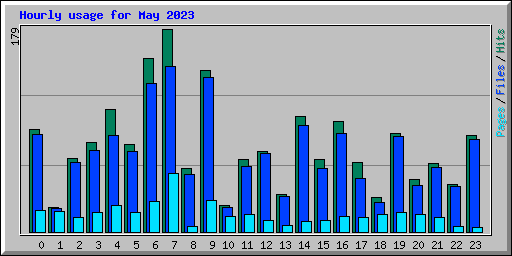 Hourly usage for May 2023
179
Pages / Files / Hits
0 1 2 3 4 5 6 7 8 9 10 11 12 13 14 15 16 17 18 19 20 21 22 23